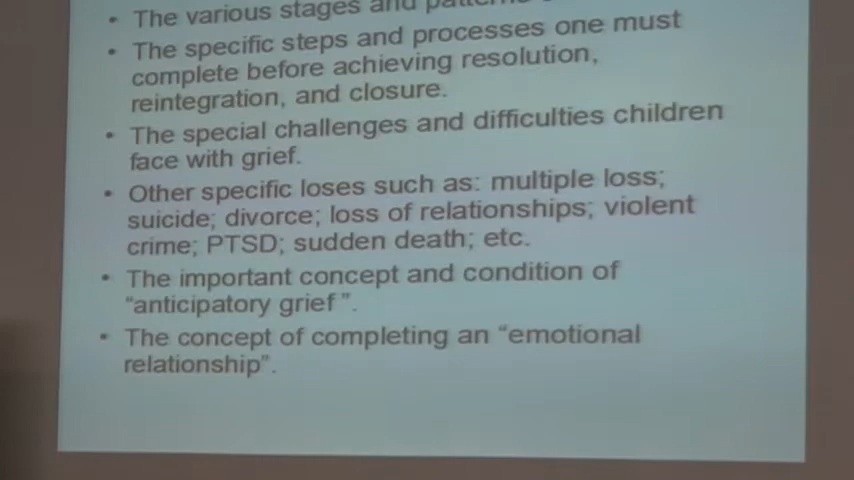 • The various stages and
• The specific steps and processes one must
complete before achieving resolution,
reintegration, and closure.
• The special challenges and difficulties children
face with grief.
• Other specific loses such as: multiple loss;
suicide; divorce; loss of relationships; violent
crime; PTSD; sudden death; etc.
• The important concept and condition of
"anticipatory grief ".
• The concept of completing an "emotional
relationship".